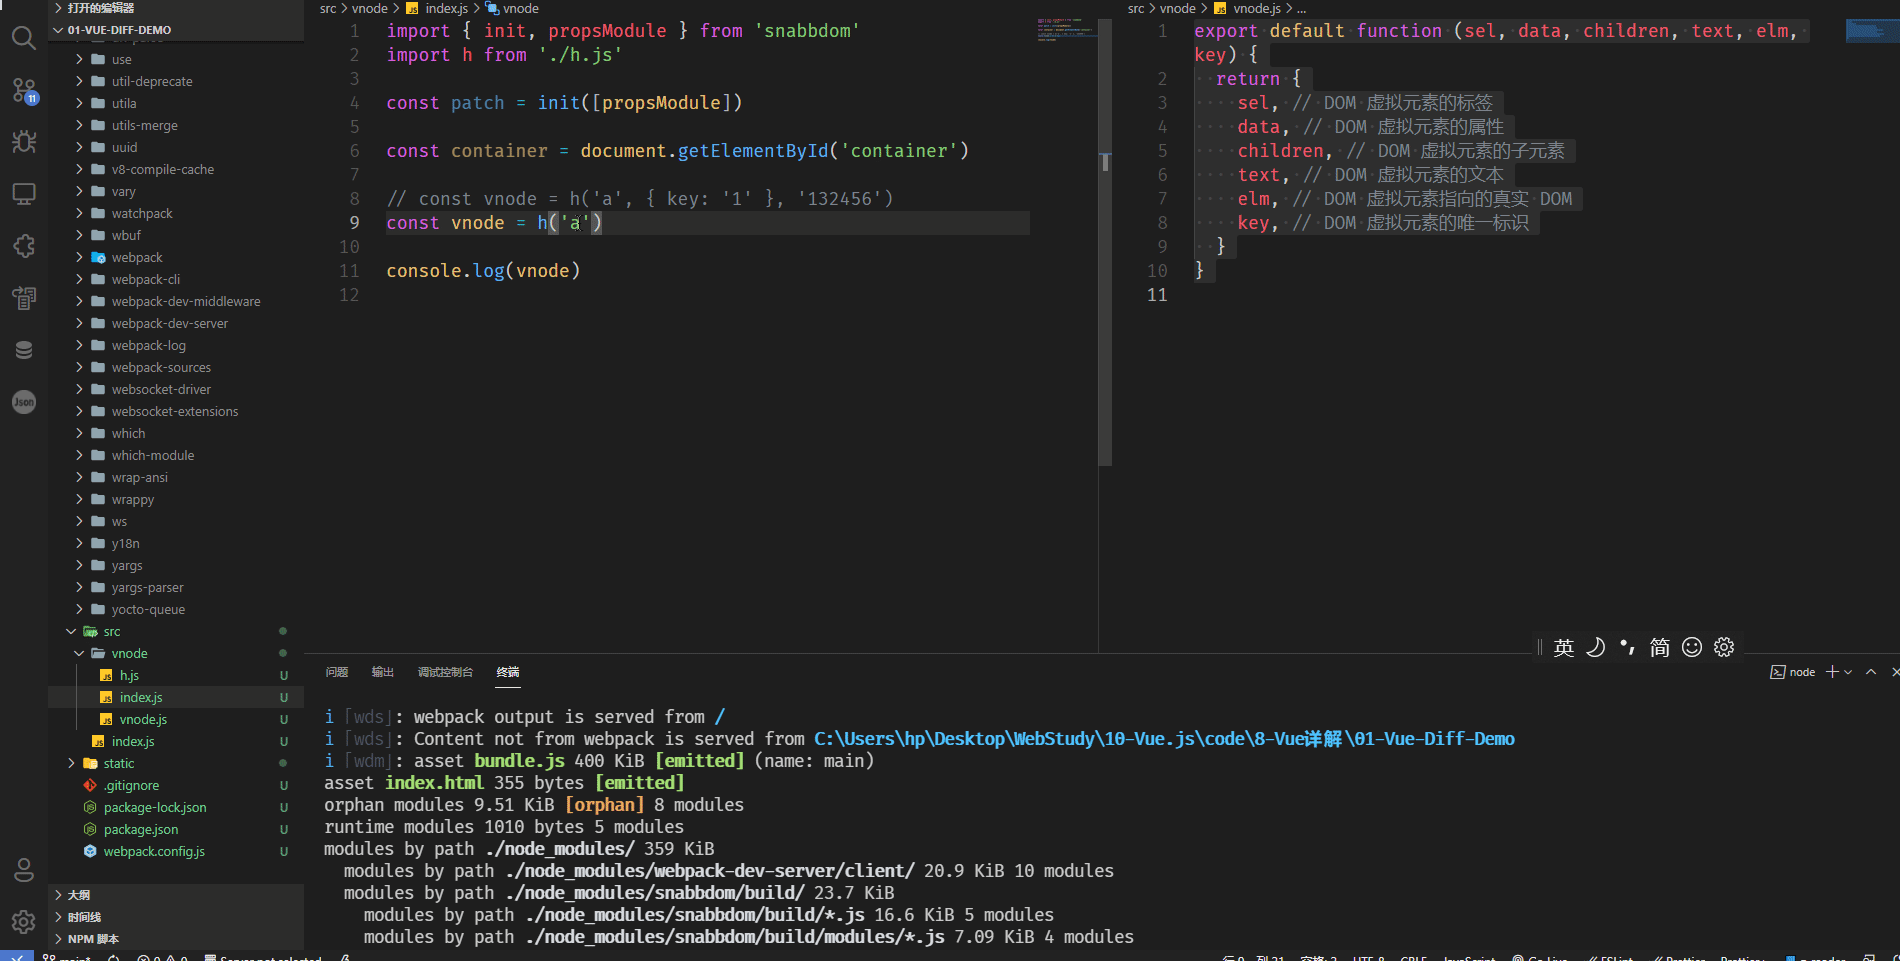 打开的编辑器
01-VUE-DIFF-DEMO
use
util-deprecate
utila
utils-merge
uuid
v8-compile-cache
vary
watchpack
wbuf
webpack
webpack-cli
webpack-dev-middleware
webpack-dev-server
webpack-log
webpack-sources
websocket-driver
websocket-extensions
which
which-module
wrap-ansi
wrappy
ws
y18n
yargs
yargs-parser
yocto-queue
src
vnode
JS h.js U
JS index.js U
JS vnode.js U
JS index.js U
static
.gitignore U
package-lock.json U
package.json U
webpack.config.js U
大纲
时间线
NPM 脚本
11
Json
src > vnode > JS index.js > vnode
1 import { init, propsModule } from 'snabbdom'
2 import h from './h.js'
3
4 const patch = init([propsModule])
5
6 const container = document.getElementById('container')
7
8 // const vnode = h('a', { key: '1' }, '132456')
9 const vnode = h('a')
10
11 console.log(vnode)
12
src > vnode > JS vnode.js > ...
1 export default function (sel, data, children, text, elm,
key) {
2 return {
3 sel, // DOM 虚拟元素的标签
4 data, // DOM 虚拟元素的属性
5 children, // DOM 虚拟元素的子元素
6 text, // DOM 虚拟元素的文本
7 elm, // DOM 虚拟元素指向的真实 DOM
8 key, // DOM 虚拟元素的唯一标识
9 }
10 }
11
英 简
问题 输出 调试控制台 终端
node
i ｢wds｣: webpack output is served from /
i ｢wds｣: Content not from webpack is served from C:\Users\hp\Desktop\WebStudy\10-Vue.js\code\8-Vue详解\01-Vue-Diff-Demo
i ｢wdm｣: asset bundle.js 400 KiB [emitted] (name: main)
asset index.html 355 bytes [emitted]
orphan modules 9.51 KiB [orphan] 8 modules
runtime modules 1010 bytes 5 modules
modules by path ./node_modules/ 359 KiB
modules by path ./node_modules/webpack-dev-server/client/ 20.9 KiB 10 modules
modules by path ./node_modules/snabbdom/build/ 23.7 KiB
modules by path ./node_modules/snabbdom/build/*.js 16.6 KiB 5 modules
modules by path ./node_modules/snabbdom/build/modules/*.js 7.09 KiB 4 modules
main* 0 0 Server not selected